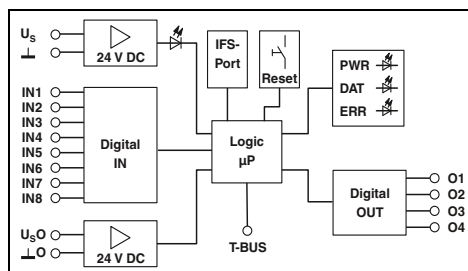 US
⊥
24 V DC
IFS-
Port
Reset
PWR
DAT
ERR
IN1
IN2
IN3
IN4
IN5
IN6
IN7
IN8
Digital
IN
Logic
µP
Digital
OUT
O1
O2
O3
O4
USO
⊥O
24 V DC
T-BUS